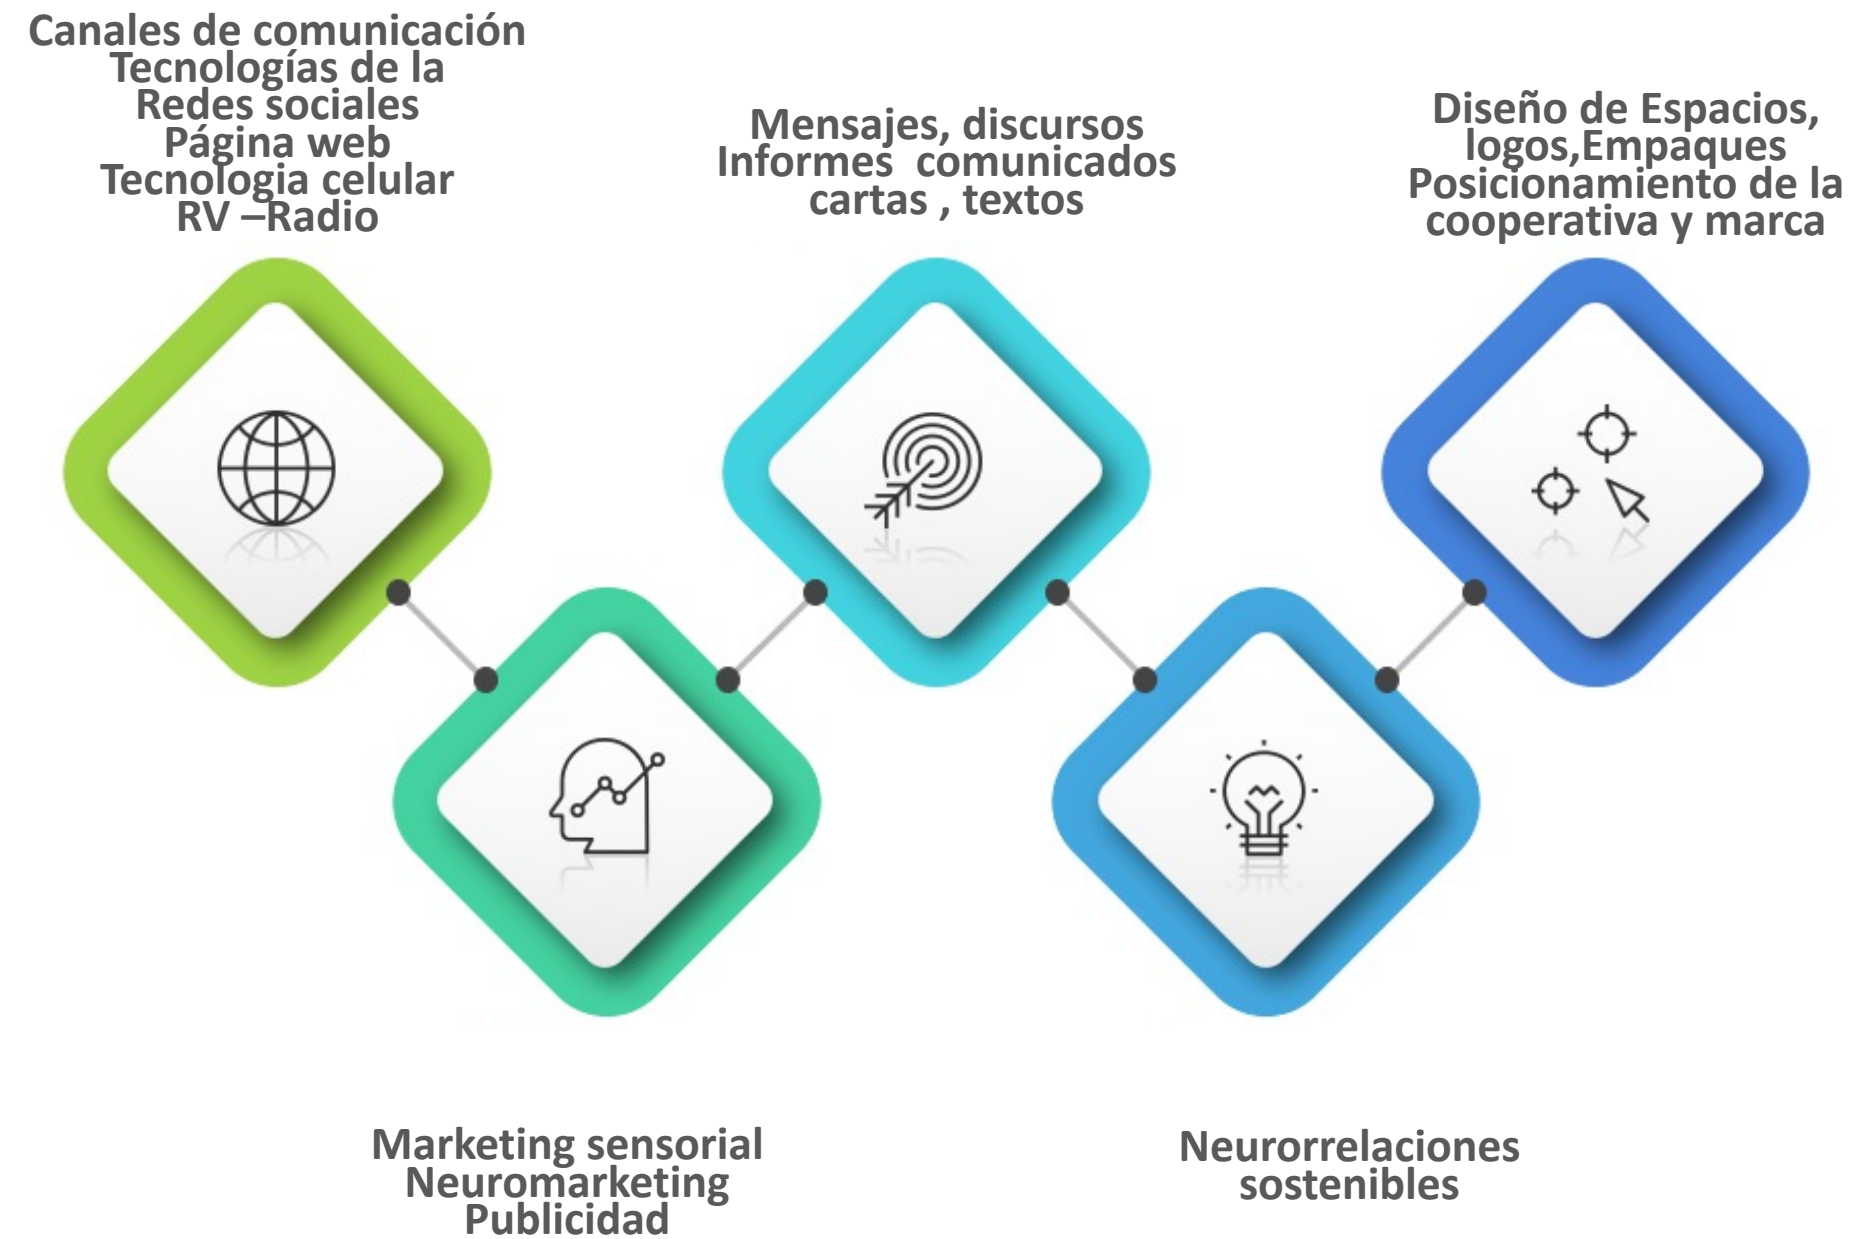 Canales de comunicación
Tecnologías de la
Redes sociales
Página web
Tecnologia celular
RV –Radio
Mensajes, discursos
Informes  comunicados
cartas , textos
Diseño de Espacios,
logos,Empaques
Posicionamiento de la
cooperativa y marca
Marketing sensorial
Neuromarketing
Publicidad
Neurorrelaciones
sostenibles